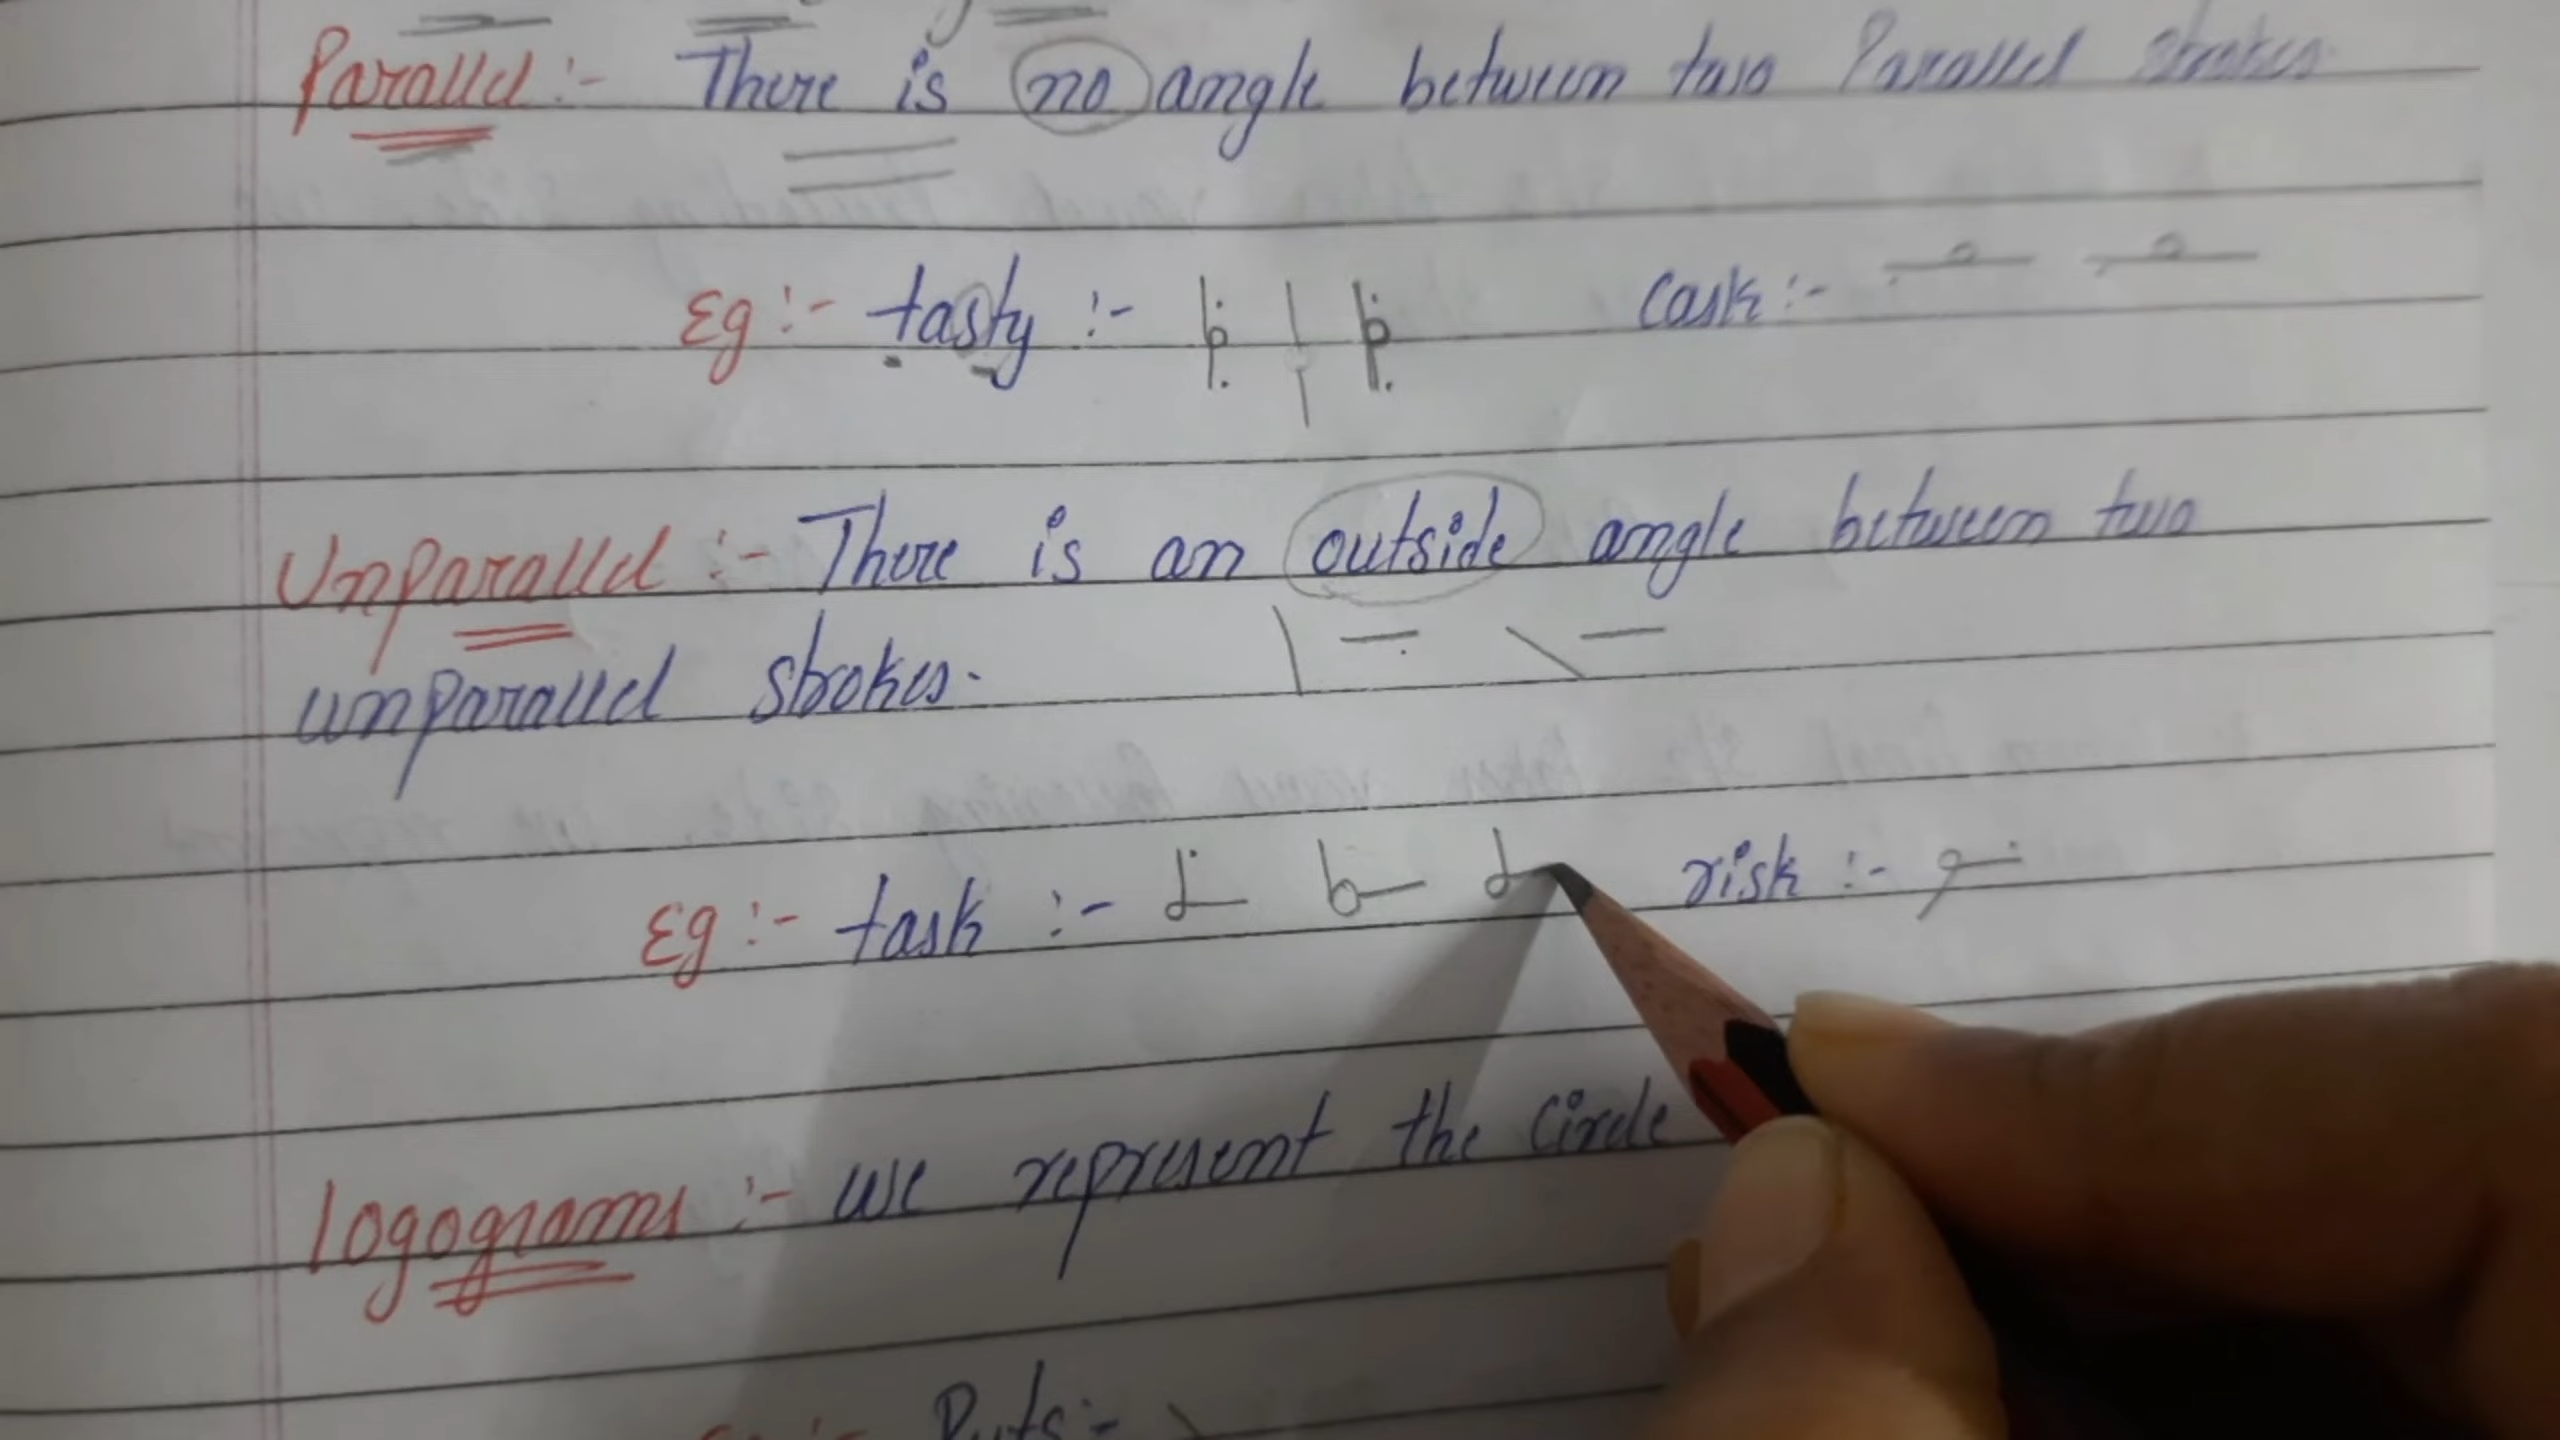 Parallel :- There is no angle between two Parallel strokes.
Eg :- tasty :- Cask :-
Unparallel :- There is an outside angle between two
unparallel strokes.
Eg :- task :- risk :-
Logograms :- we represent the Circle
Puts :-